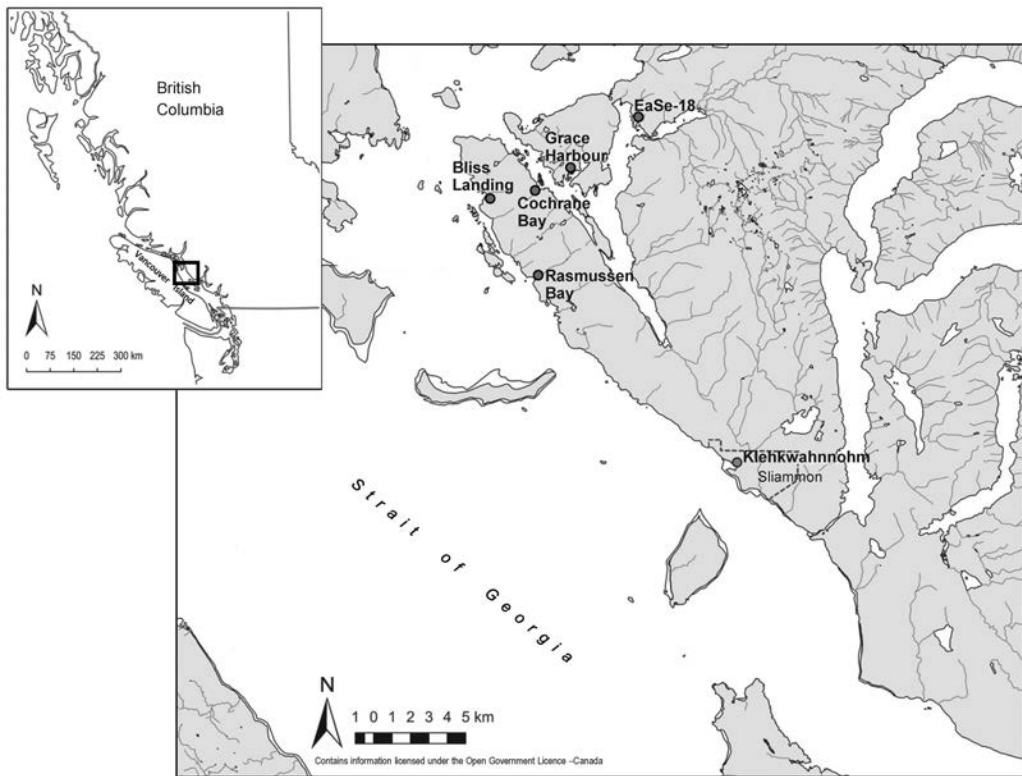 British
Columbia
Vancouver Island
N
0 75 150 225 300 km
EaSe-18
Grace
Harbour
Bliss
Landing
Cochrane
Bay
Rasmussen
Bay
Klehkwahnnohm
Sliammon
Strait of Georgia
N
1 0 1 2 3 4 5 km
Contains information licensed under the Open Government Licence –Canada